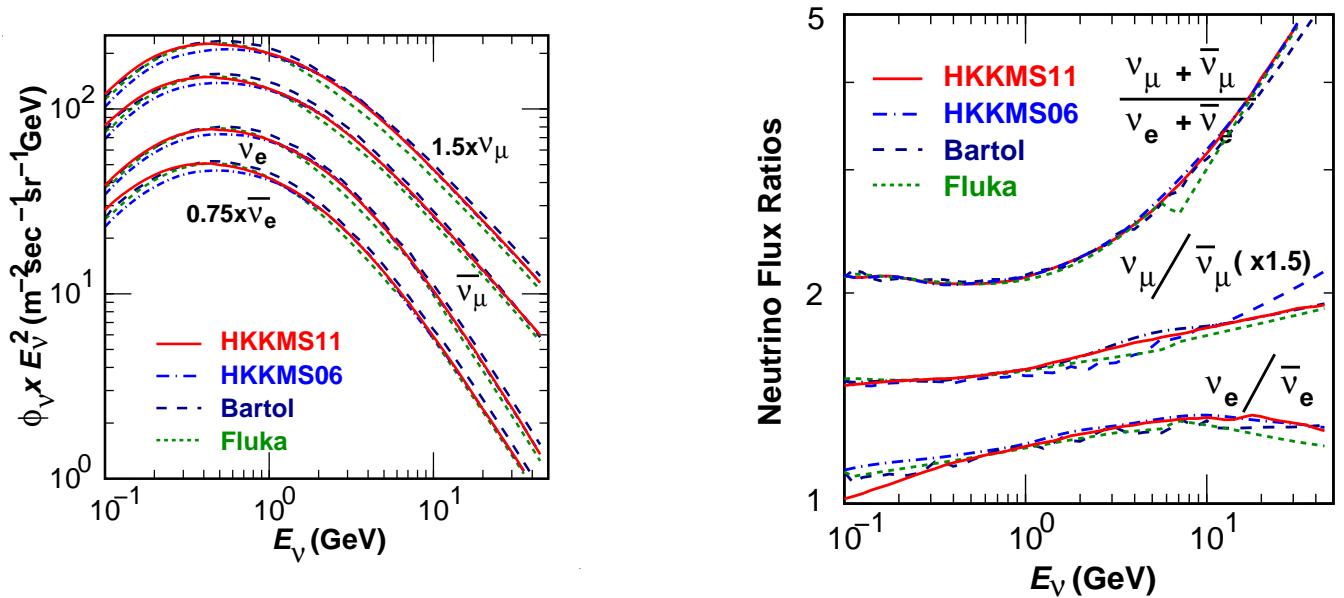 ϕν x Eν² (m⁻²sec⁻¹sr⁻¹GeV)
10²
10¹
10⁰
1.5xνμ
νe
0.75xν̅e
ν̅μ
HKKMS11
HKKMS06
Bartol
Fluka
10⁻¹ 10⁰ 10¹
Eν (GeV)
Neutrino Flux Ratios
5
2
1
HKKMS11
HKKMS06
Bartol
Fluka
νμ + ν̅μ
νe + ν̅e
νμ / ν̅μ ( x1.5)
νe / ν̅e
10⁻¹ 10⁰ 10¹
Eν (GeV)